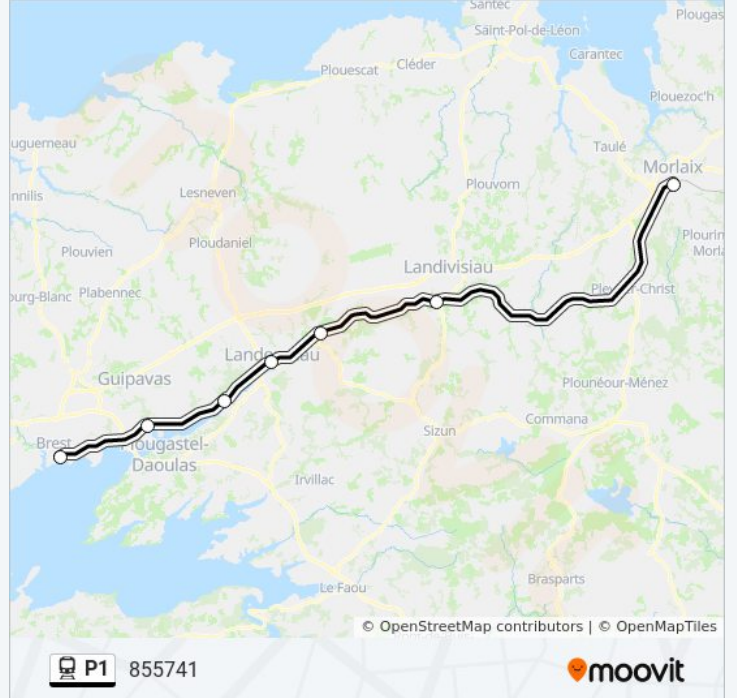 Santec
Plougas
Saint-Pol-de-Léon
Carantec
Cléder
Plouescat
Plouezoc'h
uguerneau
Taulé
Morlaix
Plouvorn
nnilis
Lesneven
Plourin
Morla
Ploudaniel
Plouvien
Landivisiau
ourg-Blanc
Plabennec
Guipavas
Plounéour-Ménez
Commana
Sizun
Brest
Plougastel-
Daoulas
Irvillac
Brasparts
Le Faou
© OpenStreetMap contributors | © OpenMapTiles
P1 855741
moovit